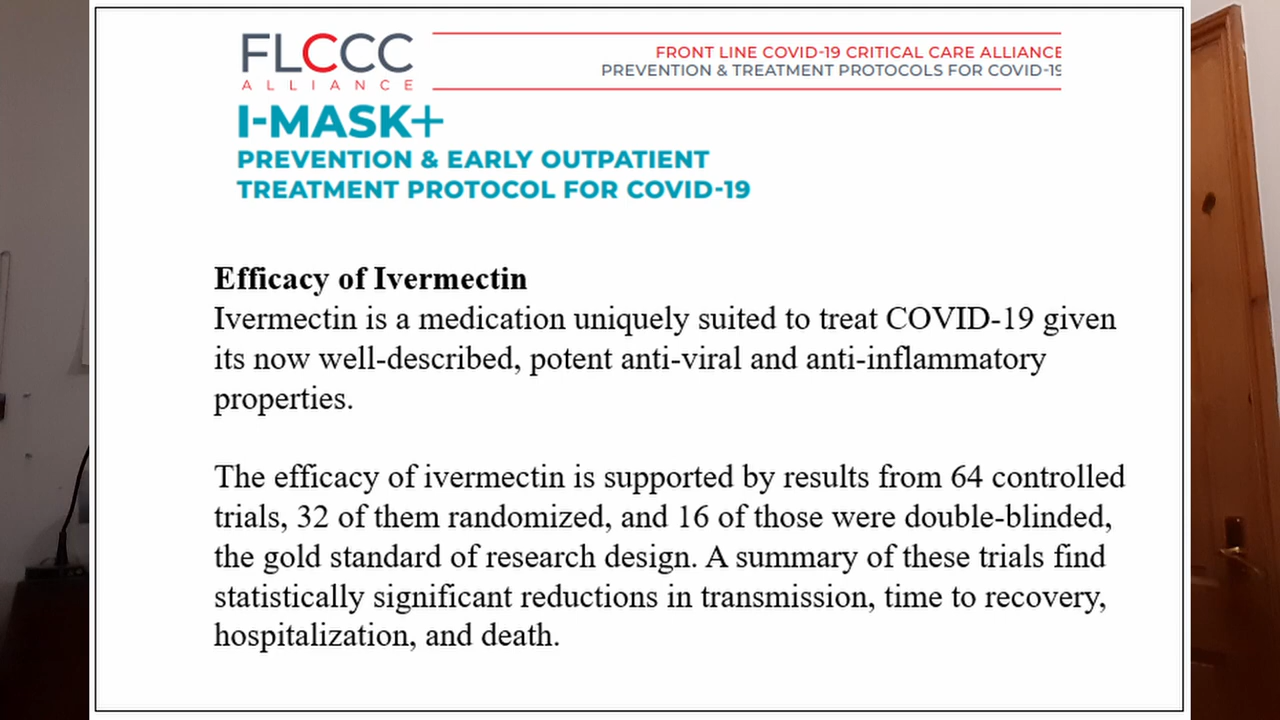 FLCCC
ALLIANCE
FRONT LINE COVID-19 CRITICAL CARE ALLIANCE
PREVENTION & TREATMENT PROTOCOLS FOR COVID-19
I-MASK+
PREVENTION & EARLY OUTPATIENT
TREATMENT PROTOCOL FOR COVID-19
Efficacy of Ivermectin
Ivermectin is a medication uniquely suited to treat COVID-19 given
its now well-described, potent anti-viral and anti-inflammatory
properties.
The efficacy of ivermectin is supported by results from 64 controlled
trials, 32 of them randomized, and 16 of those were double-blinded,
the gold standard of research design. A summary of these trials find
statistically significant reductions in transmission, time to recovery,
hospitalization, and death.